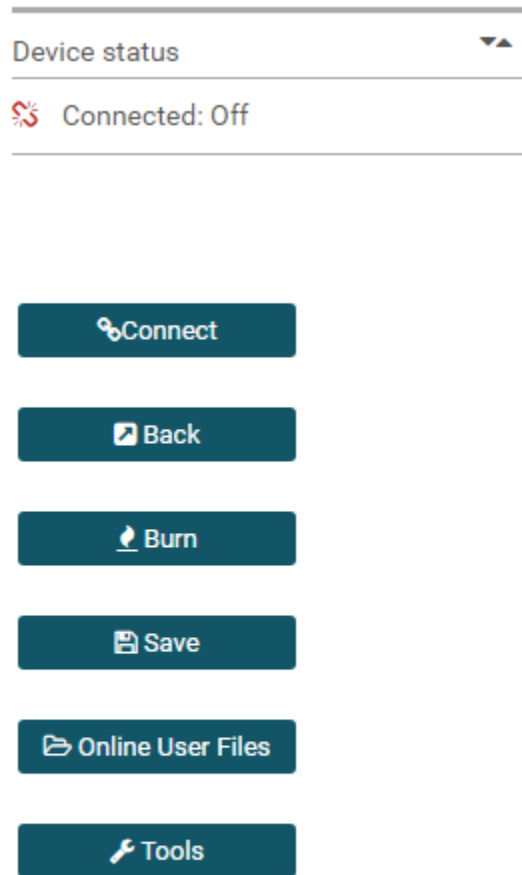 Device status
Connected: Off
Connect
Back
Burn
Save
Online User Files
Tools